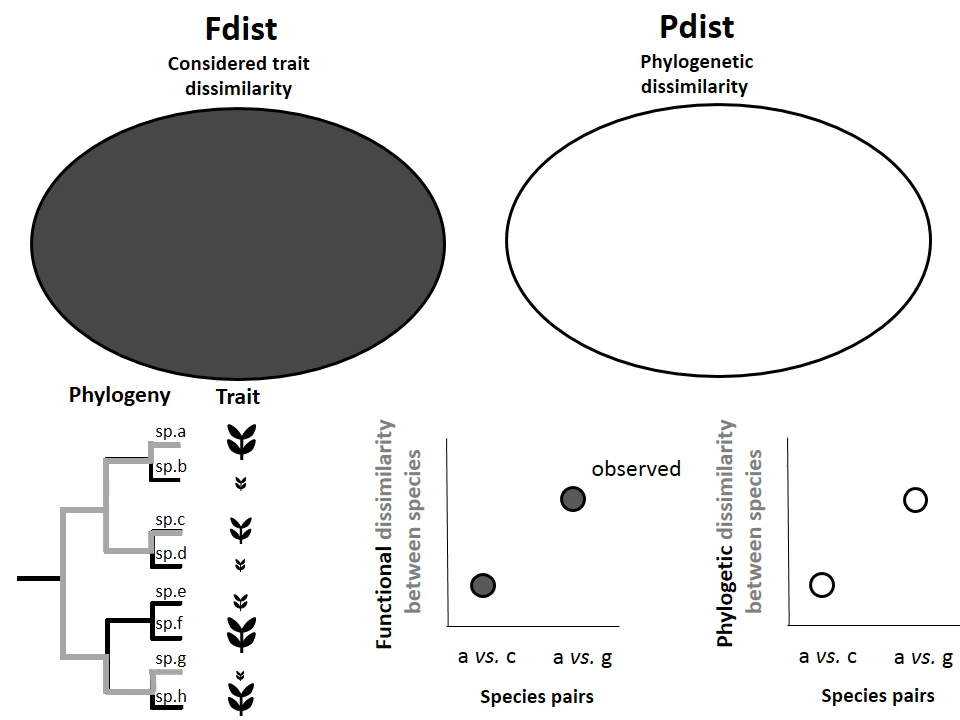 Fdist
Considered trait
dissimilarity
Pdist
Phylogenetic
dissimilarity
Phylogeny
Trait
sp.a
sp.b
sp.c
sp.d
sp.e
sp.f
sp.g
sp.h
Functional dissimilarity
between species
observed
a vs. c
a vs. g
Species pairs
Phylogetic dissimilarity
between species
a vs. c
a vs. g
Species pairs